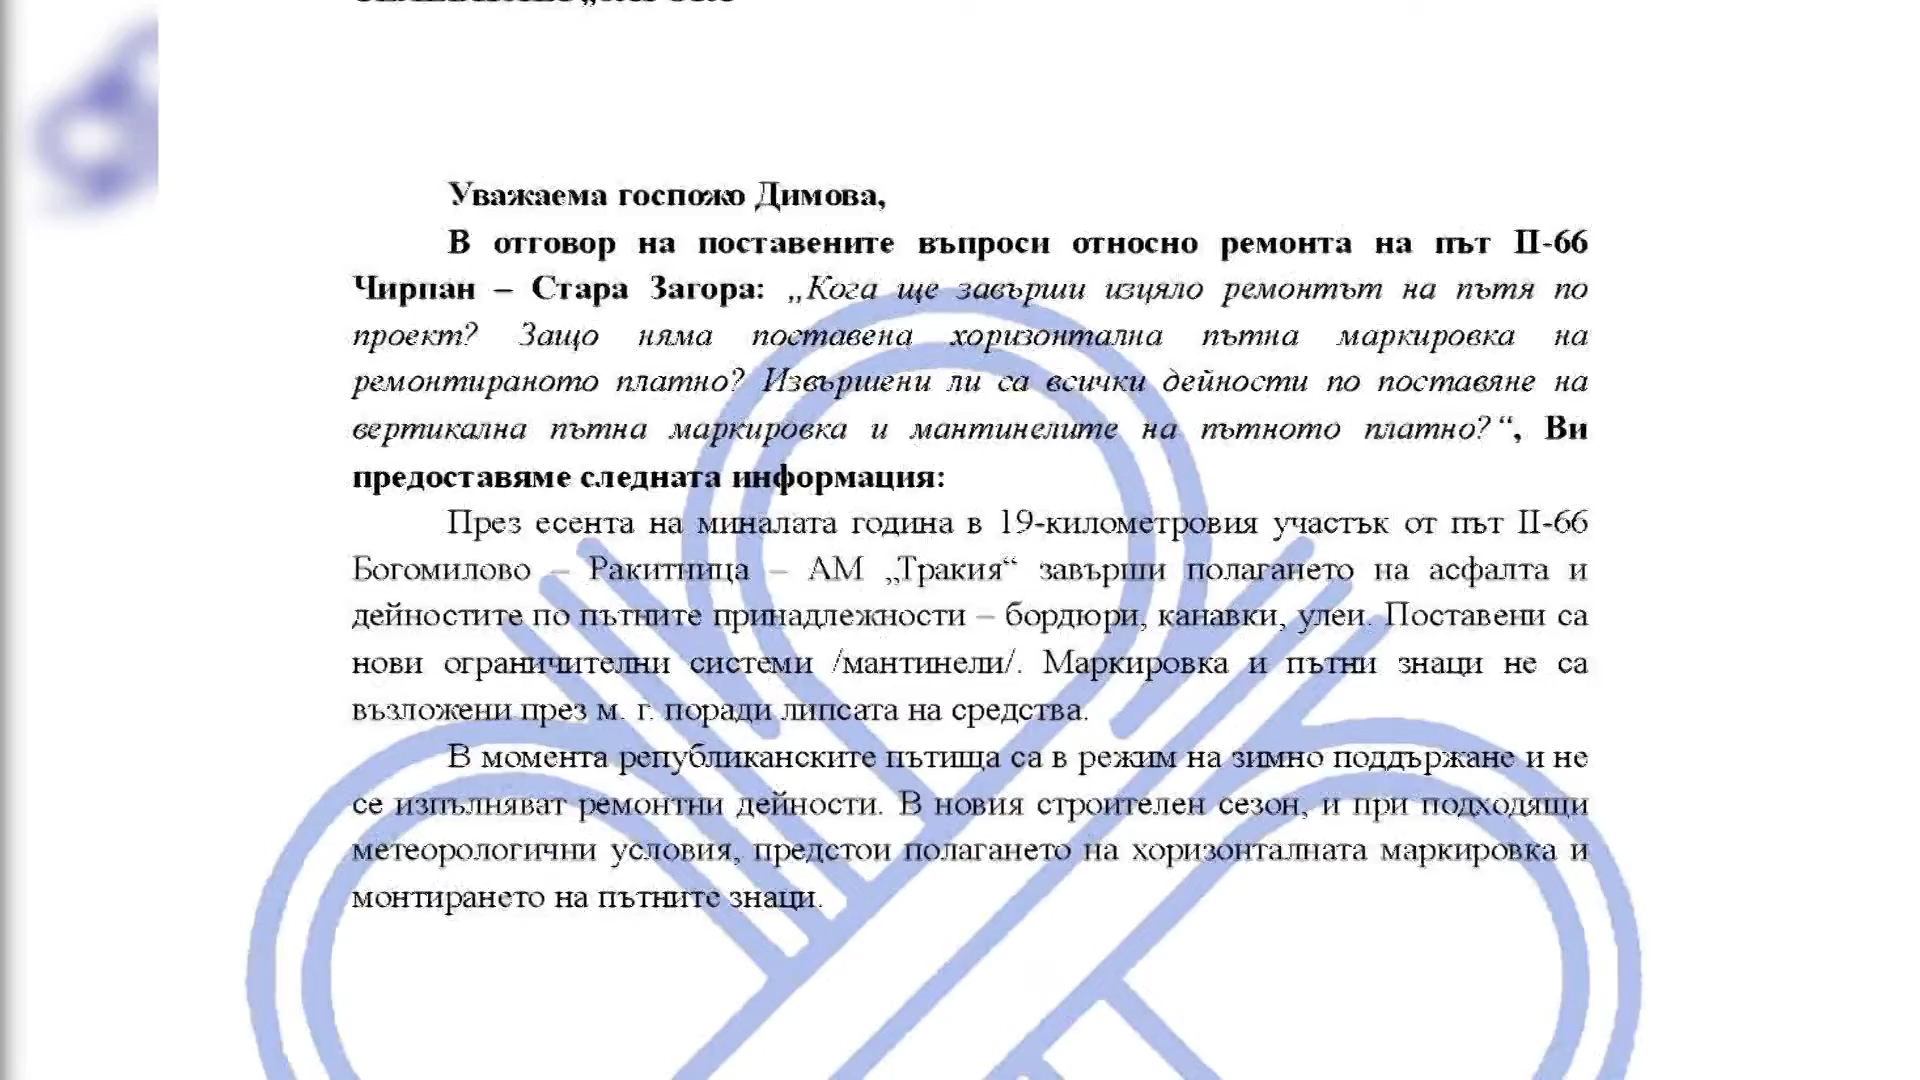 Уважаема госпожо Димова,
В отговор на поставените въпроси относно ремонта на път II-66
Чирпан – Стара Загора: „Кога ще завърши изцяло ремонтът на пътя по
проект? Защо няма поставена хоризонтална пътна маркировка на
ремонтираното платно? Извършени ли са всички дейности по поставяне на
вертикална пътна маркировка и мантинелите на пътното платно?“, Ви
предоставяме следната информация:
През есента на миналата година в 19-километровия участък от път II-66
Богомилово – Ракитница – АМ „Тракия“ завърши полагането на асфалта и
дейностите по пътните принадлежности – бордюри, канавки, улеи. Поставени са
нови ограничителни системи /мантинели/. Маркировка и пътни знаци не са
възложени през м. г. поради липсата на средства.
В момента републиканските пътища са в режим на зимно поддържане и не
се изпълняват ремонтни дейности. В новия строителен сезон, и при подходящи
метеорологични условия, предстои полагането на хоризонталната маркировка и
монтирането на пътните знаци.